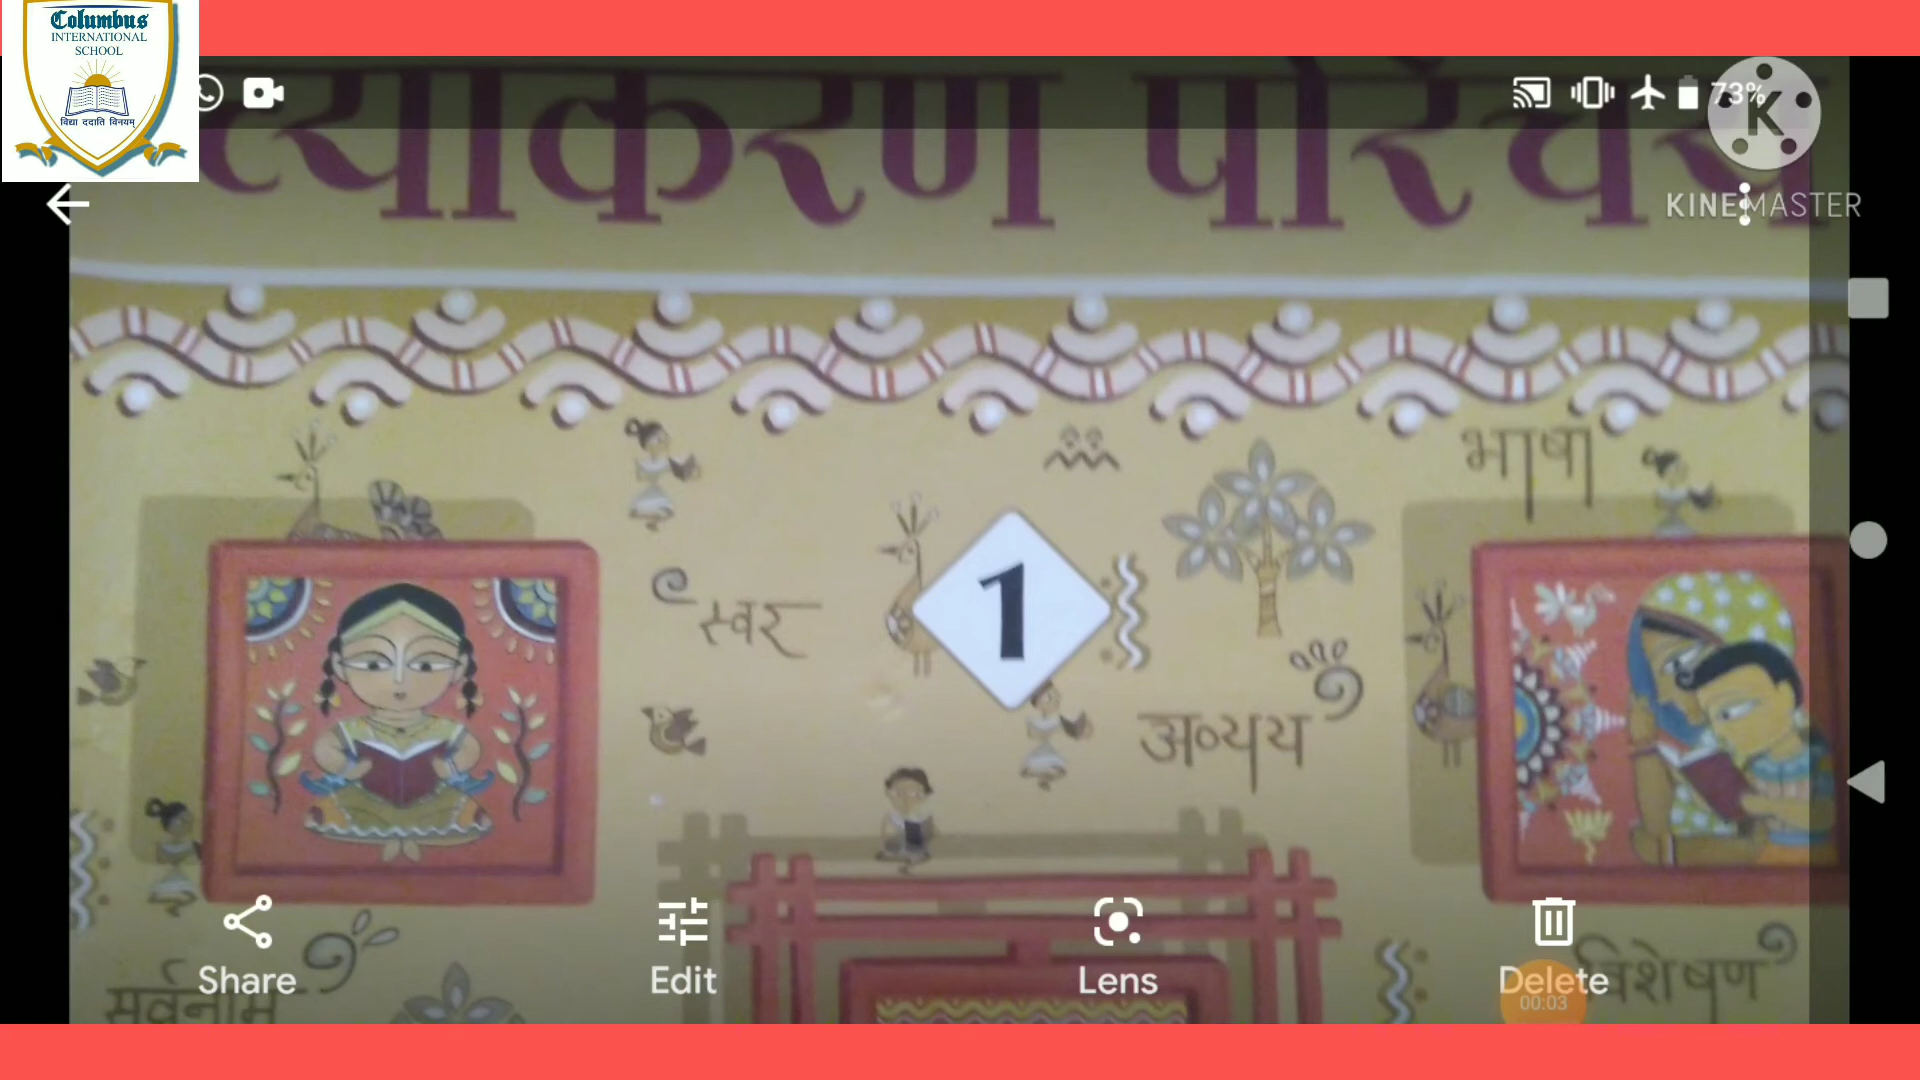 Columbus
INTERNATIONAL
SCHOOL
विद्या ददाति विनयम्
73%
K
KINEMASTER
व्याकरण परिचय
भाषा
स्वर
1
अव्यय
Share
Edit
Lens
Delete
00:03
सर्वनाम
विशेषण